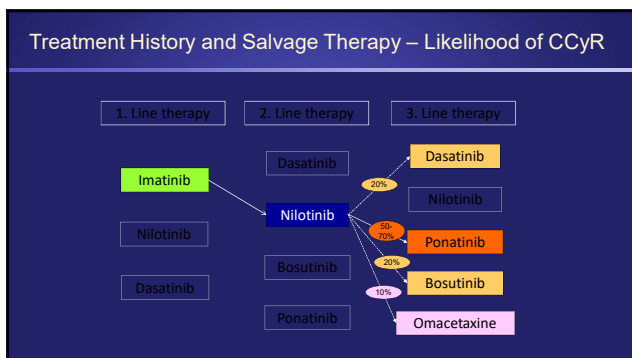 Treatment History and Salvage Therapy – Likelihood of CCyR
1. Line therapy
2. Line therapy
3. Line therapy
Imatinib
Nilotinib
Dasatinib
Dasatinib
Nilotinib
Bosutinib
Ponatinib
Dasatinib
Nilotinib
Ponatinib
Bosutinib
Omacetaxine
20%
50-
70%
20%
10%